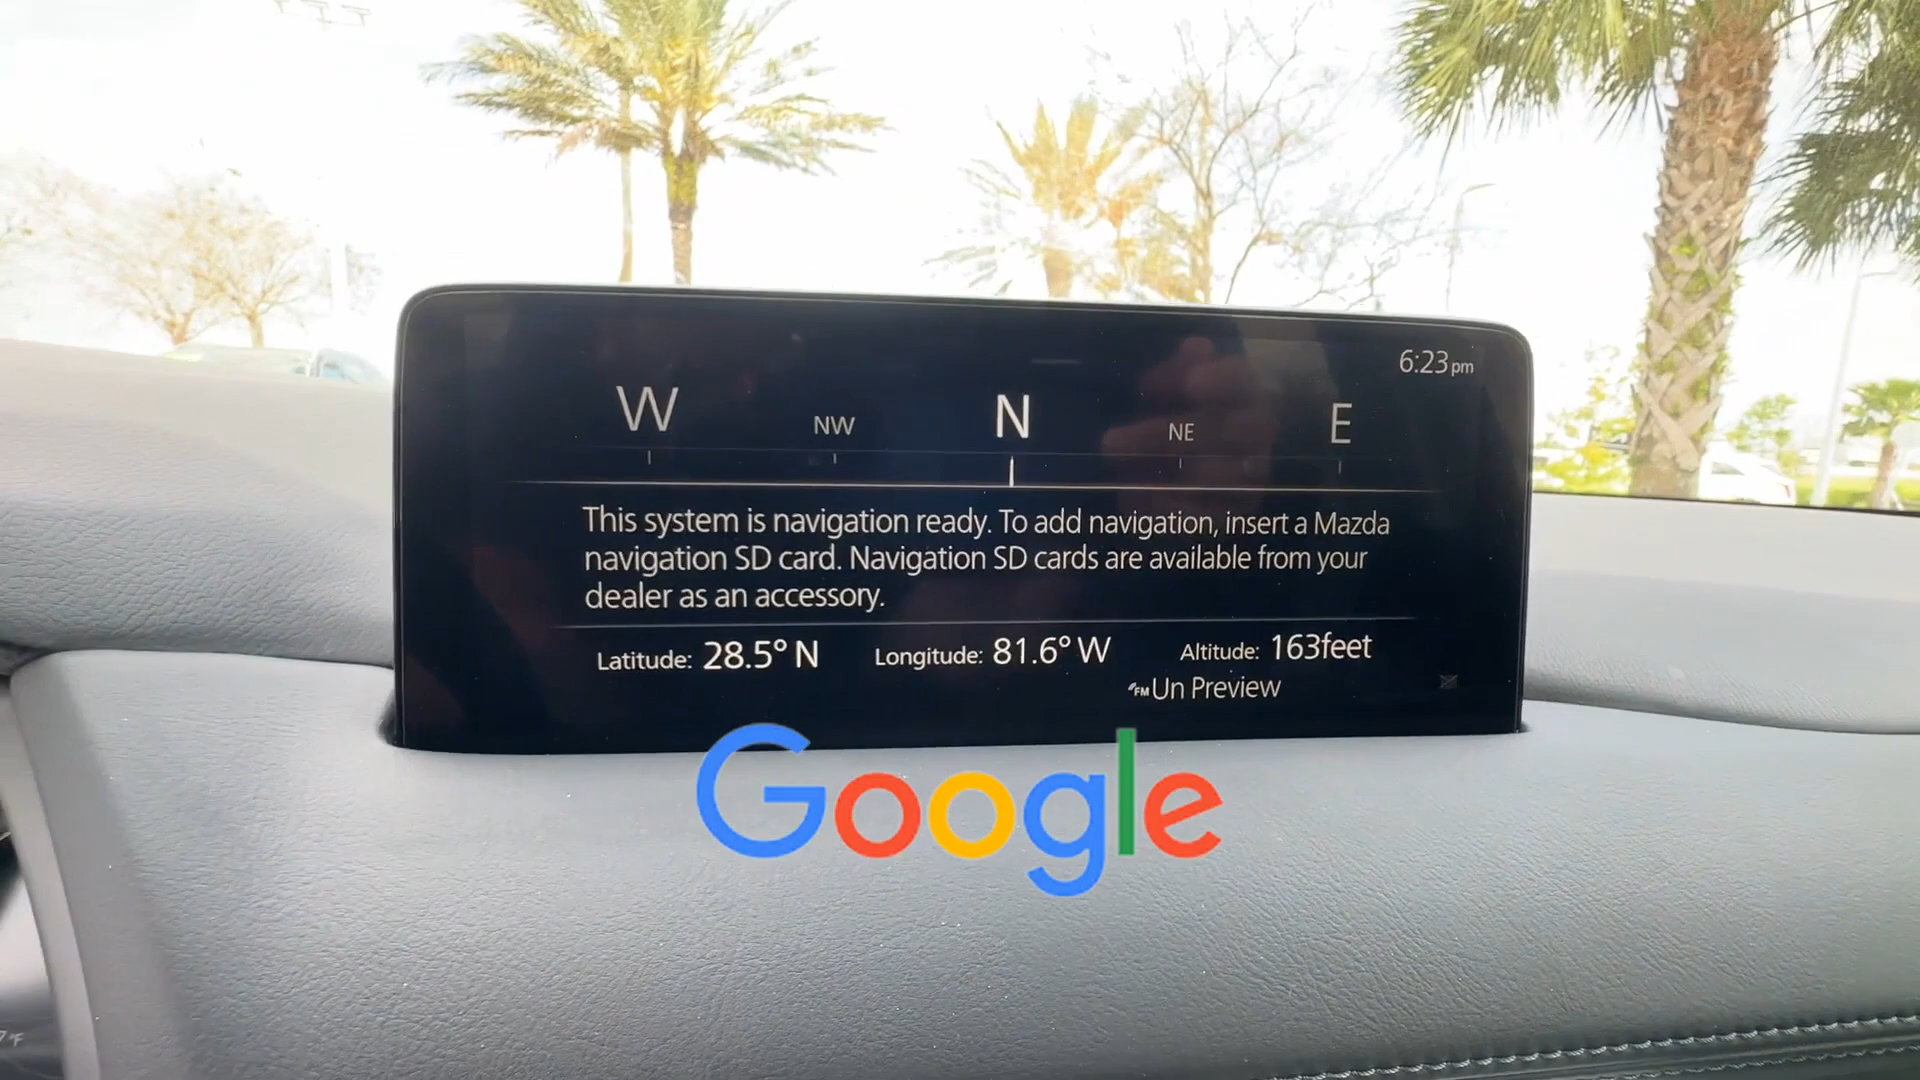 6:23pm
W NW N NE E
This system is navigation ready. To add navigation, insert a Mazda
navigation SD card. Navigation SD cards are available from your
dealer as an accessory.
Latitude: 28.5° N Longitude: 81.6° W Altitude: 163feet
FM Un Preview
Google